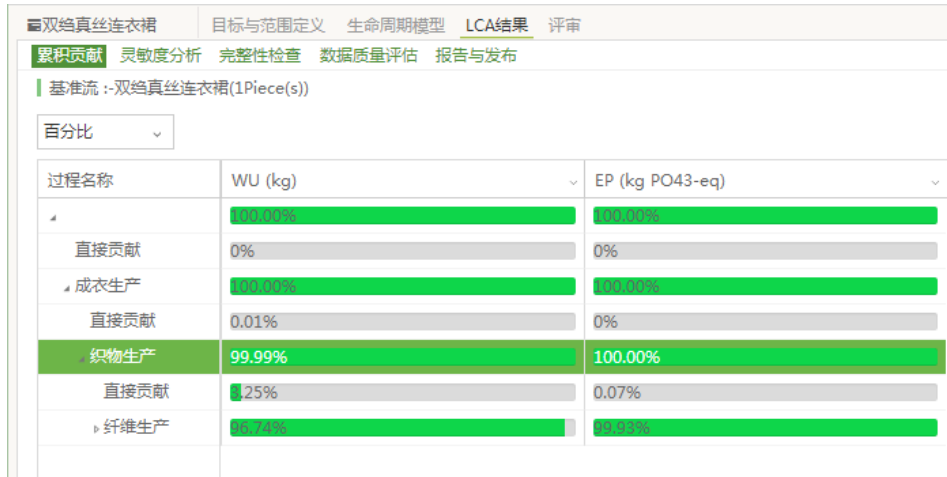 双绉真丝连衣裙 目标与范围定义 生命周期模型 LCA结果 评审
累积贡献 灵敏度分析 完整性检查 数据质量评估 报告与发布
基准流 :-双绉真丝连衣裙(1Piece(s))
百分比
过程名称 WU (kg) EP (kg PO43-eq)
100.00% 100.00%
直接贡献 0% 0%
成衣生产 100.00% 100.00%
直接贡献 0.01% 0%
织物生产 99.99% 100.00%
直接贡献 3.25% 0.07%
纤维生产 96.74% 99.93%